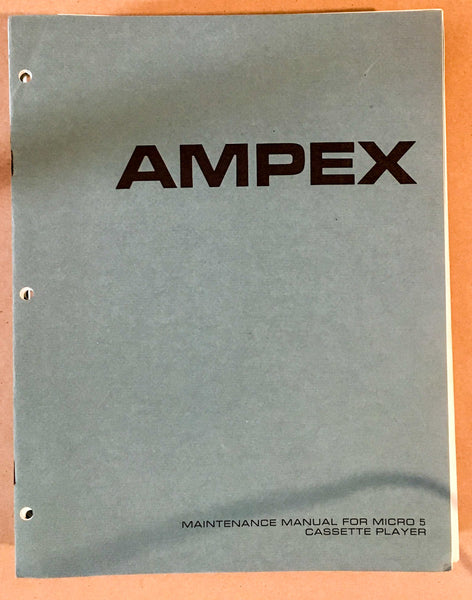 AMPEX
MAINTENANCE MANUAL FOR MICRO 5
CASSETTE PLAYER